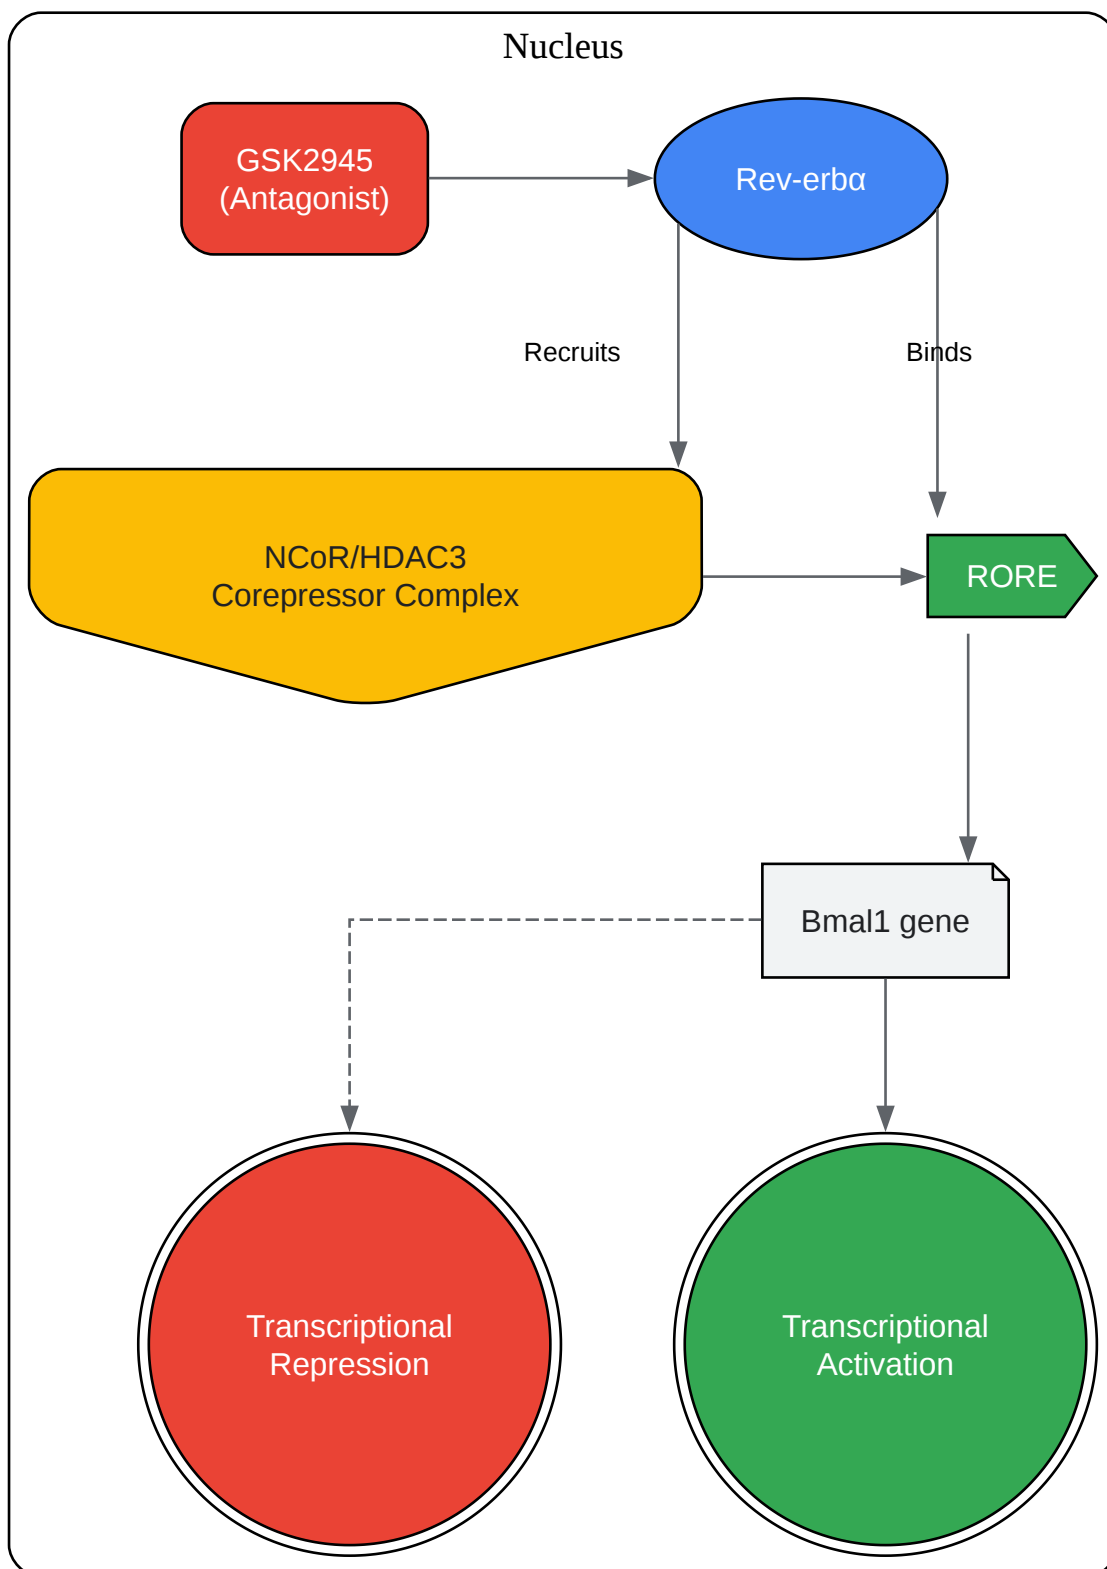 Nucleus
GSK2945
(Antagonist)
Rev-erbα
Recruits
Binds
NCoR/HDAC3
Corepressor Complex
RORE
Bmal1 gene
Transcriptional
Repression
Transcriptional
Activation